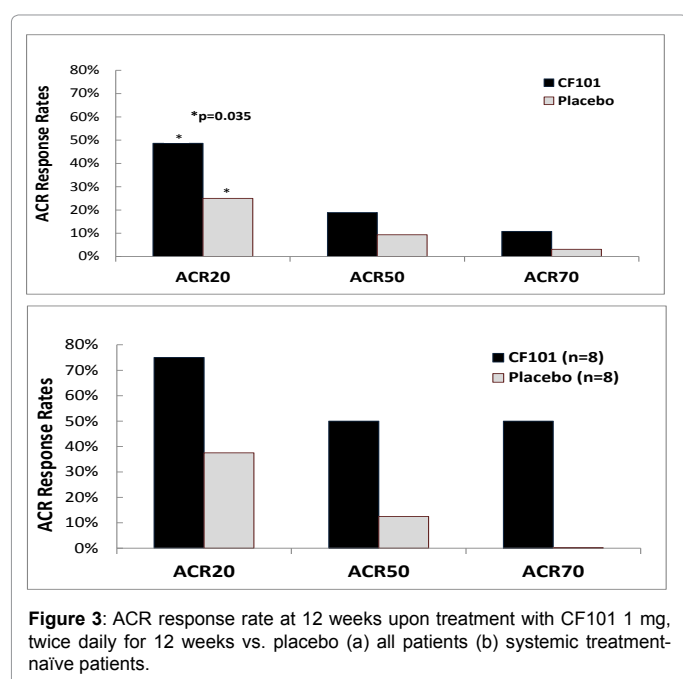 ACR Response Rates
80%
70%
60%
50%
40%
30%
20%
10%
0%
*p=0.035
*
*
CF101
Placebo
ACR20 ACR50 ACR70
ACR Response Rates
80%
70%
60%
50%
40%
30%
20%
10%
0%
CF101 (n=8)
Placebo (n=8)
ACR20 ACR50 ACR70
Figure 3: ACR response rate at 12 weeks upon treatment with CF101 1 mg,
twice daily for 12 weeks vs. placebo (a) all patients (b) systemic treatment-
naïve patients.